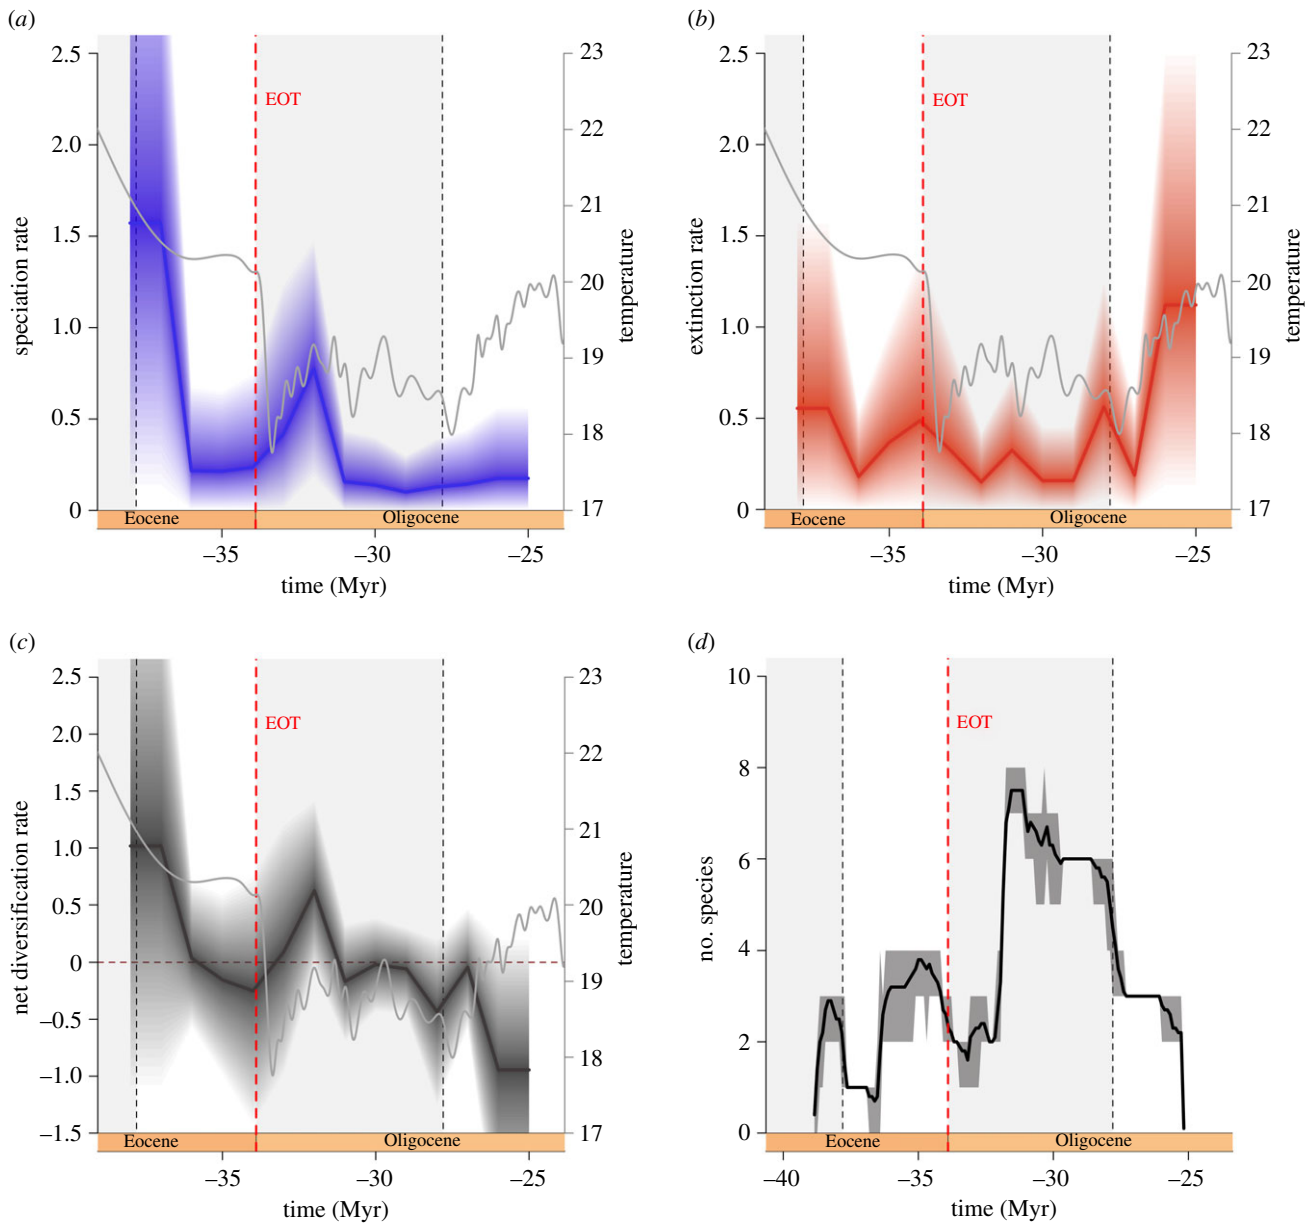 (a)
2.5
2.0
1.5
1.0
0.5
0
speciation rate
EOT
23
22
21
20
19
18
17
temperature
Eocene
Oligocene
–35
–30
–25
time (Myr)
(b)
2.5
2.0
1.5
1.0
0.5
0
extinction rate
EOT
23
22
21
20
19
18
17
temperature
Eocene
Oligocene
–35
–30
–25
time (Myr)
(c)
2.5
2.0
1.5
1.0
0.5
0
–0.5
–1.0
–1.5
net diversification rate
EOT
23
22
21
20
19
18
17
temperature
Eocene
Oligocene
–35
–30
–25
time (Myr)
(d)
10
8
6
4
2
0
no. species
EOT
Eocene
Oligocene
–40
–35
–30
–25
time (Myr)